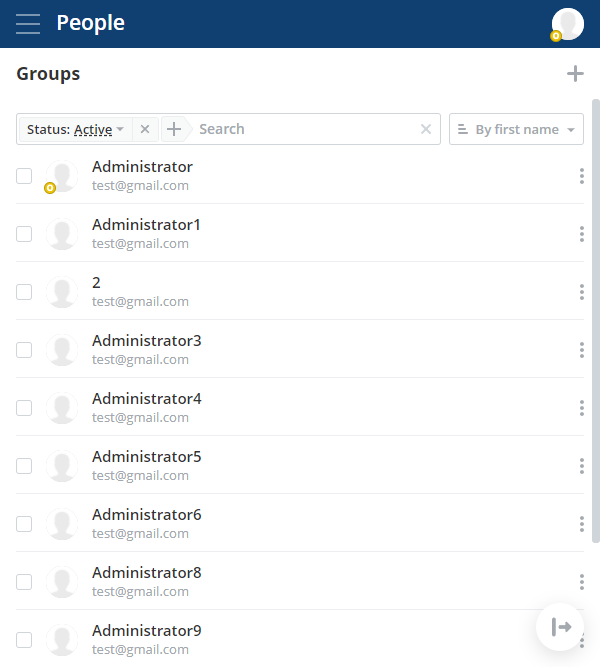 People
Groups
Status: Active
Search
By first name
Administrator
test@gmail.com
Administrator1
test@gmail.com
2
test@gmail.com
Administrator3
test@gmail.com
Administrator4
test@gmail.com
Administrator5
test@gmail.com
Administrator6
test@gmail.com
Administrator8
test@gmail.com
Administrator9
test@gmail.com